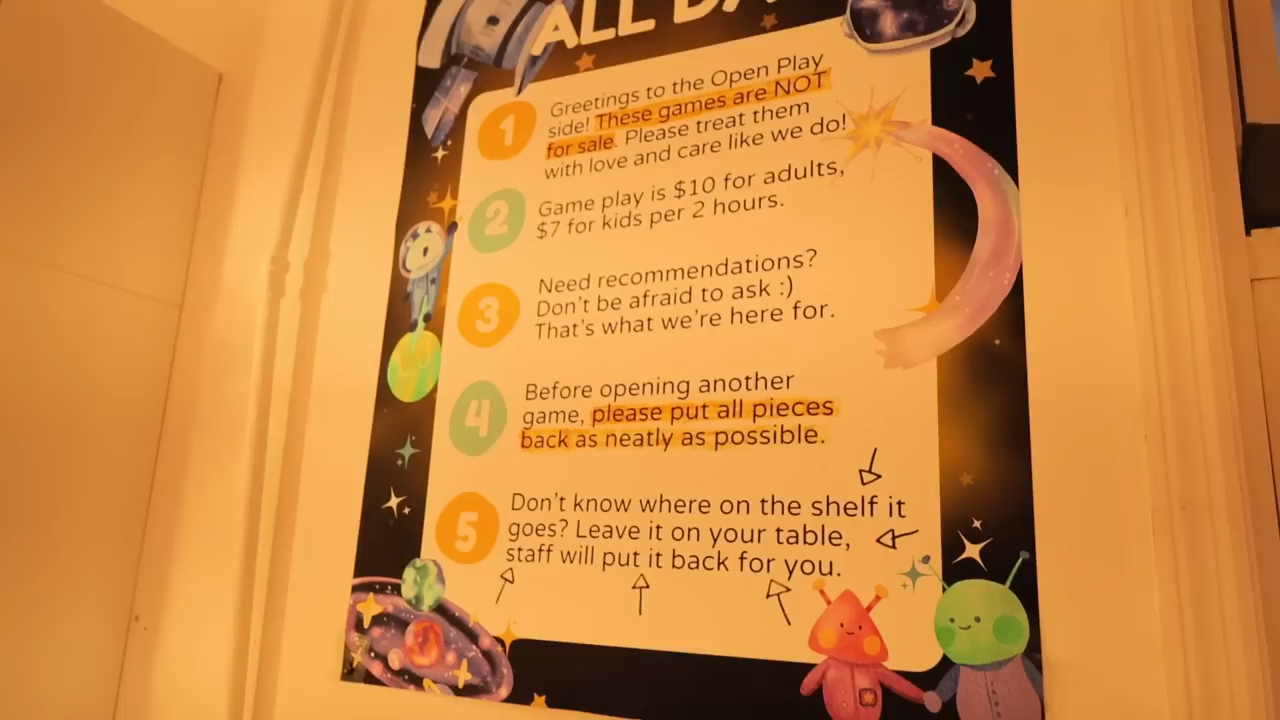 ALL
1
Greetings to the Open Play
side! These games are NOT
for sale. Please treat them
with love and care like we do!
2
Game play is $10 for adults,
$7 for kids per 2 hours.
3
Need recommendations?
Don't be afraid to ask :)
That's what we're here for.
4
Before opening another
game, please put all pieces
back as neatly as possible.
5
Don't know where on the shelf it
goes? Leave it on your table,
staff will put it back for you.